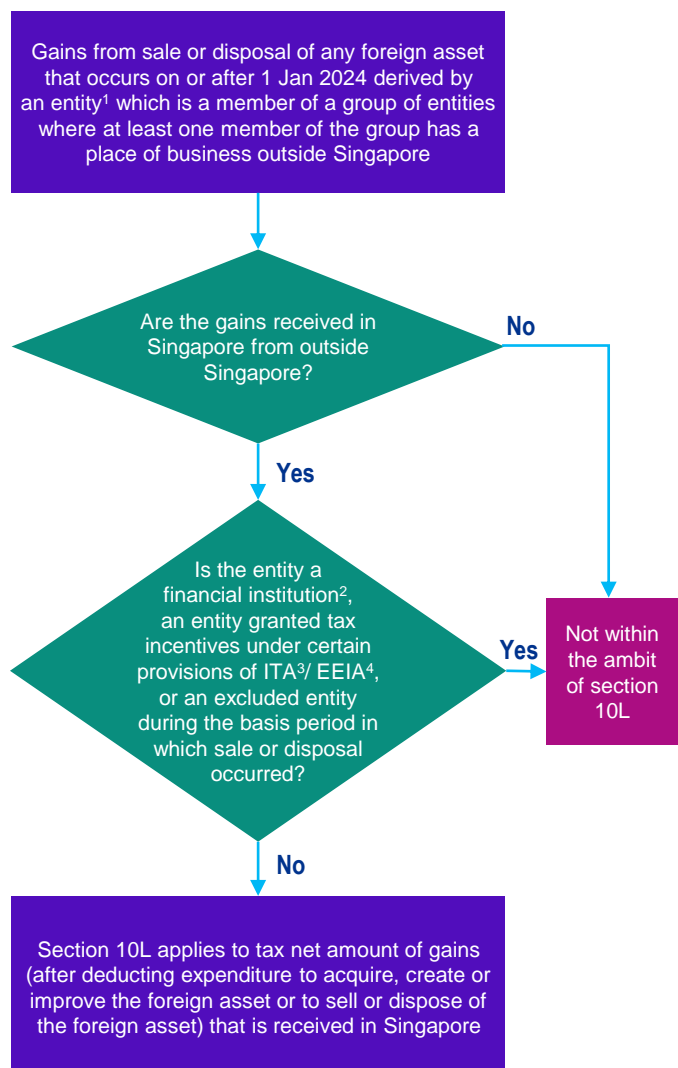 Gains from sale or disposal of any foreign asset
that occurs on or after 1 Jan 2024 derived by
an entity¹ which is a member of a group of entities
where at least one member of the group has a
place of business outside Singapore
Are the gains received in
Singapore from outside
Singapore?
No
Yes
Is the entity a
financial institution²,
an entity granted tax
incentives under certain
provisions of ITA³/ EEIA⁴,
or an excluded entity
during the basis period in
which sale or disposal
occurred?
Yes
Not within
the ambit
of section
10L
No
Section 10L applies to tax net amount of gains
(after deducting expenditure to acquire, create or
improve the foreign asset or to sell or dispose of
the foreign asset) that is received in Singapore